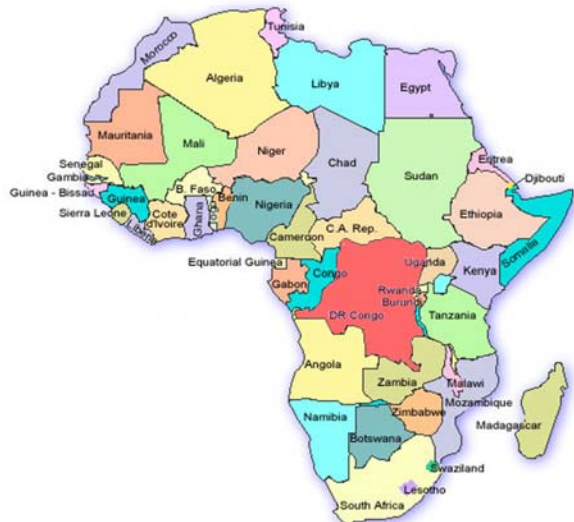 Tunisia
Morocco
Algeria
Libya
Egypt
Mauritania
Mali
Niger
Chad
Sudan
Eritrea
Djibouti
Senegal
Gambia
Guinea - Bissau
Guinea
Sierra Leone
Liberia
Cote
d'Ivoire
B. Faso
Ghana
Togo
Benin
Nigeria
Cameroon
C.A. Rep.
Ethiopia
Somalia
Equatorial Guinea
Gabon
Congo
DR Congo
Uganda
Kenya
Rwanda
Burundi
Tanzania
Angola
Zambia
Malawi
Mozambique
Madagascar
Namibia
Zimbabwe
Botswana
Swaziland
Lesotho
South Africa